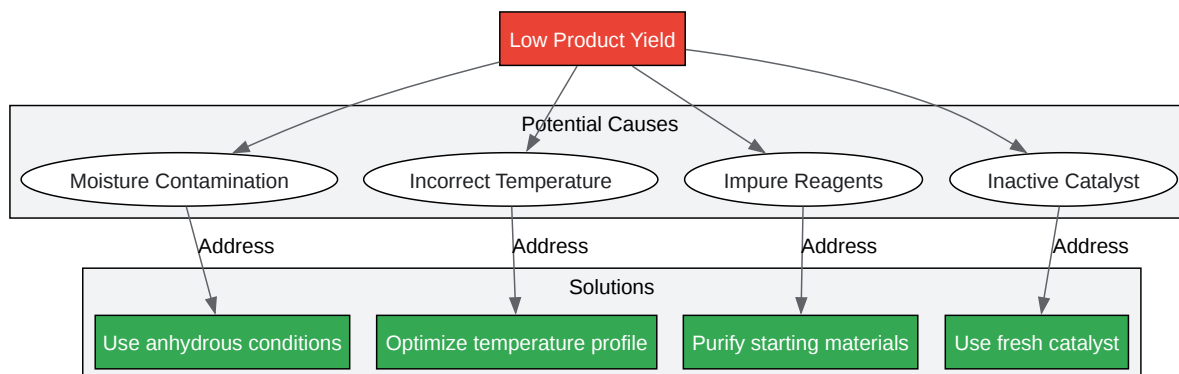 Low Product Yield
Potential Causes
Moisture Contamination
Incorrect Temperature
Impure Reagents
Inactive Catalyst
Address
Address
Address
Address
Solutions
Use anhydrous conditions
Optimize temperature profile
Purify starting materials
Use fresh catalyst